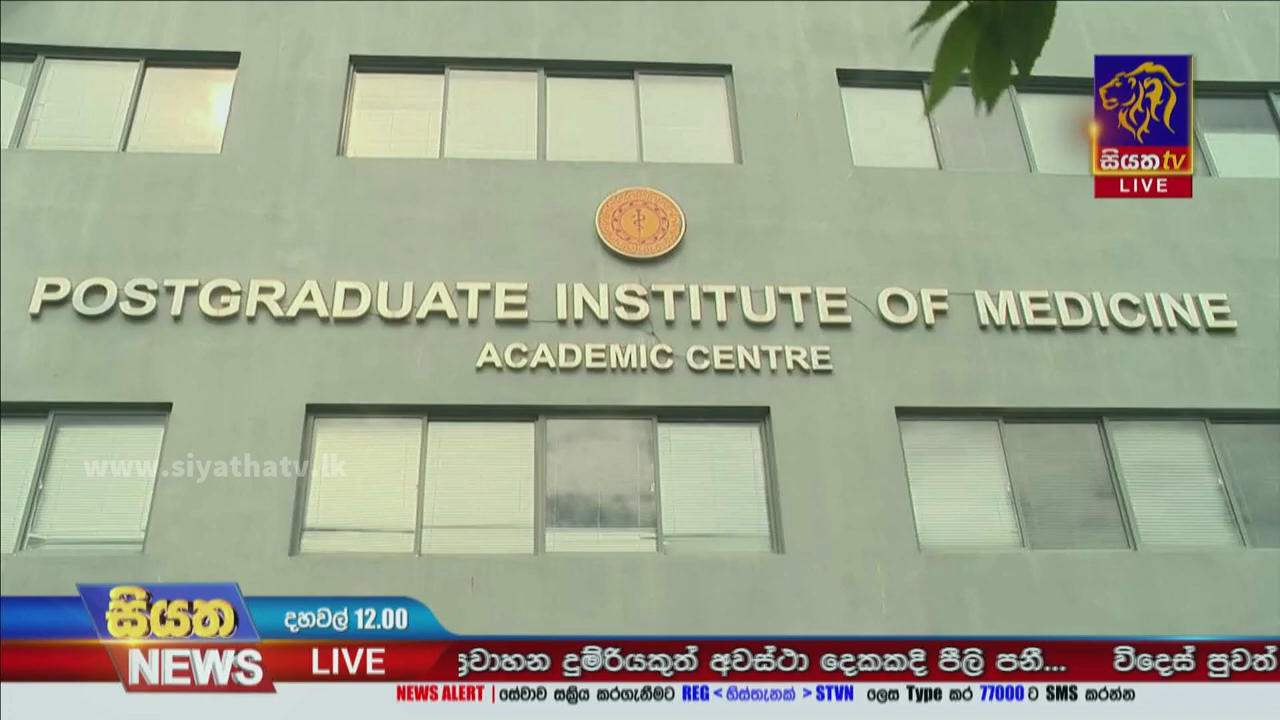 සියත tv
LIVE
POSTGRADUATE INSTITUTE OF MEDICINE
ACADEMIC CENTRE
www.siyathatv.lk
සියත
දහවල් 12.00
NEWS
LIVE
දුම්රියකුත් අවස්ථා දෙකකදී පීලි පනී... විදෙස් පුවත්
NEWS ALERT | සේවාව සක්‍රිය කරගැනීමට REG < හිස්තැනක් > STVN ලෙස Type කර 77000 ට SMS කරන්න